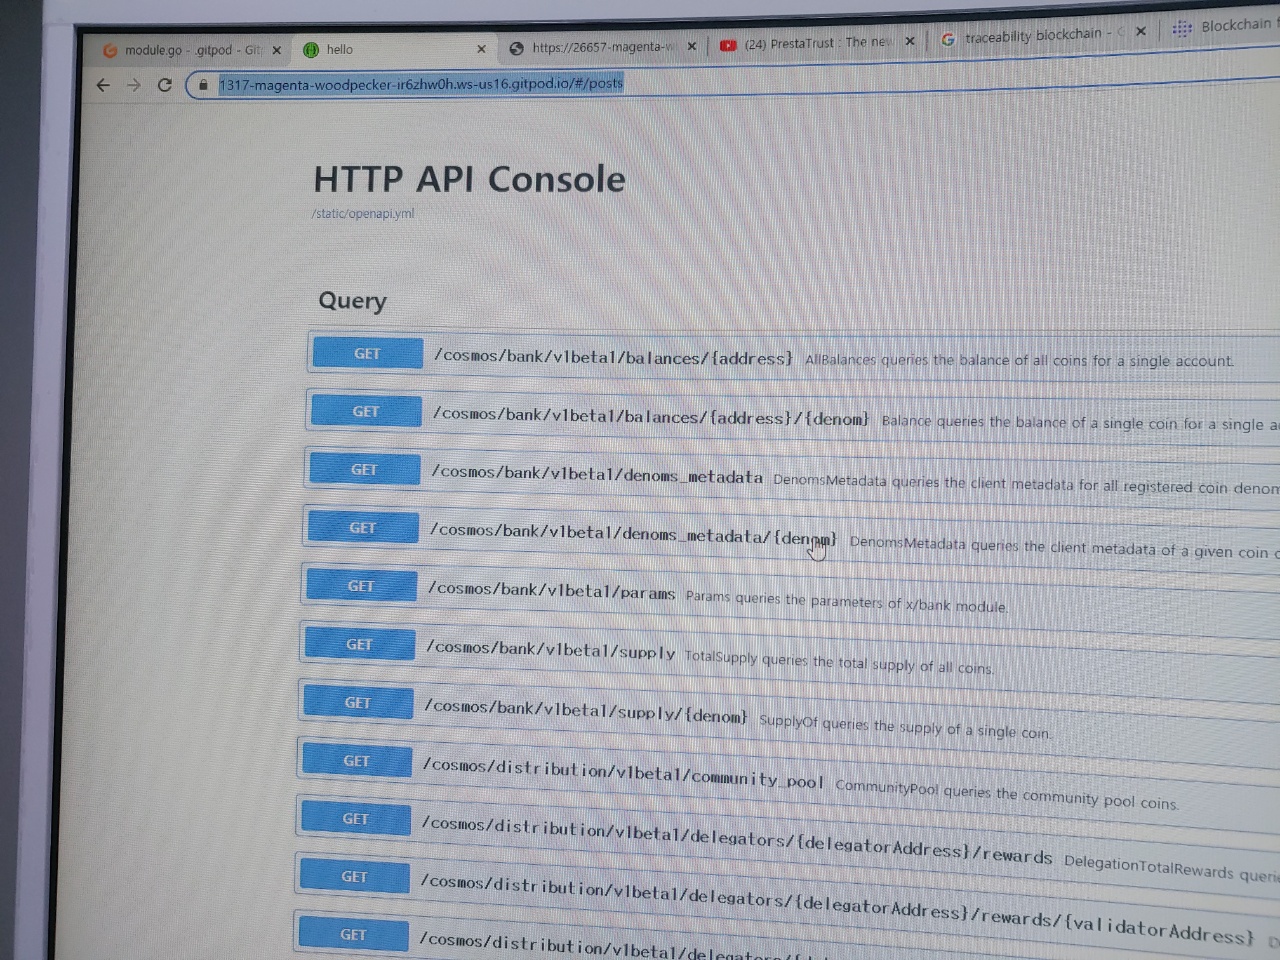 module.go - .gitpod - Git
hello
https://26657-magenta-w
(24) PrestaTrust : The new
traceability blockchain - G
Blockchain f
1317-magenta-woodpecker-ir6zhw0h.ws-us16.gitpod.io/#/posts
HTTP API Console
/static/openapi.yml
Query
GET /cosmos/bank/v1beta1/balances/{address} AllBalances queries the balance of all coins for a single account.
GET /cosmos/bank/v1beta1/balances/{address}/{denom} Balance queries the balance of a single coin for a single a
GET /cosmos/bank/v1beta1/denoms_metadata DenomsMetadata queries the client metadata for all registered coin denom
GET /cosmos/bank/v1beta1/denoms_metadata/{denom} DenomsMetadata queries the client metadata of a given coin
GET /cosmos/bank/v1beta1/params Params queries the parameters of x/bank module.
GET /cosmos/bank/v1beta1/supply TotalSupply queries the total supply of all coins.
GET /cosmos/bank/v1beta1/supply/{denom} SupplyOf queries the supply of a single coin.
GET /cosmos/distribution/v1beta1/community_pool CommunityPool queries the community pool coins.
GET /cosmos/distribution/v1beta1/delegators/{delegatorAddress}/rewards DelegationTotalRewards querie
GET /cosmos/distribution/v1beta1/delegators/{delegatorAddress}/rewards/{validatorAddress}
GET /cosmos/distribution/v1beta1/delegators/